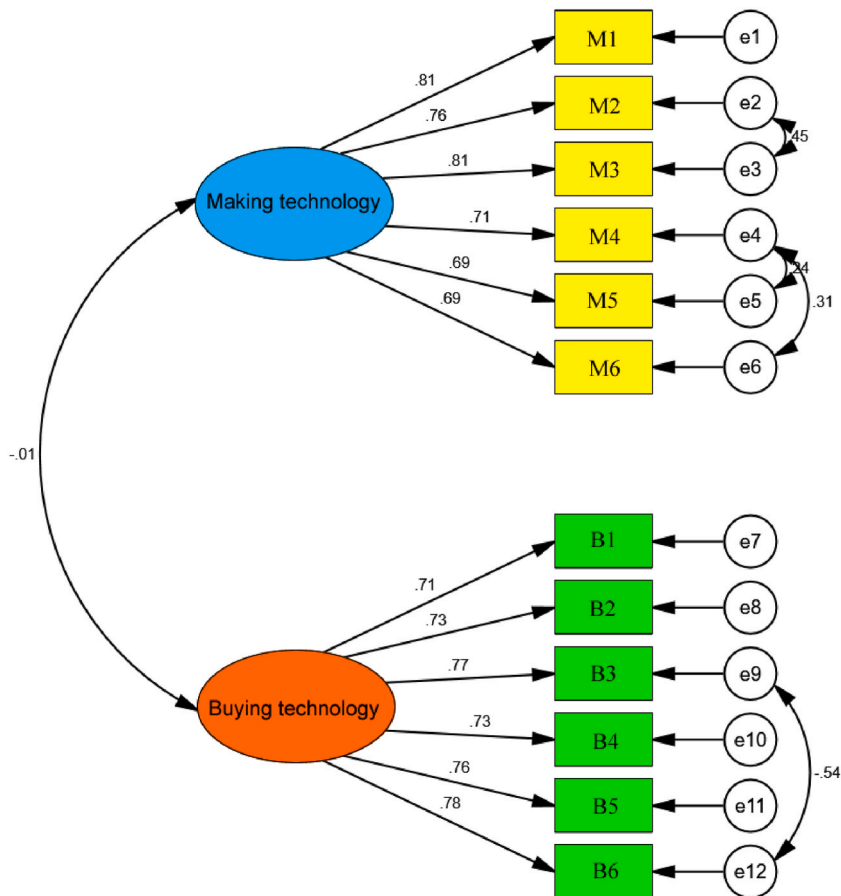 M1
e1
.81
M2
e2
.76
.45
Making technology
.81
M3
e3
.71
M4
e4
.24
.69
M5
e5
.31
.69
M6
e6
-.01
B1
e7
.71
B2
e8
.73
Buying technology
.77
B3
e9
.73
B4
e10
-.54
.76
B5
e11
.78
B6
e12